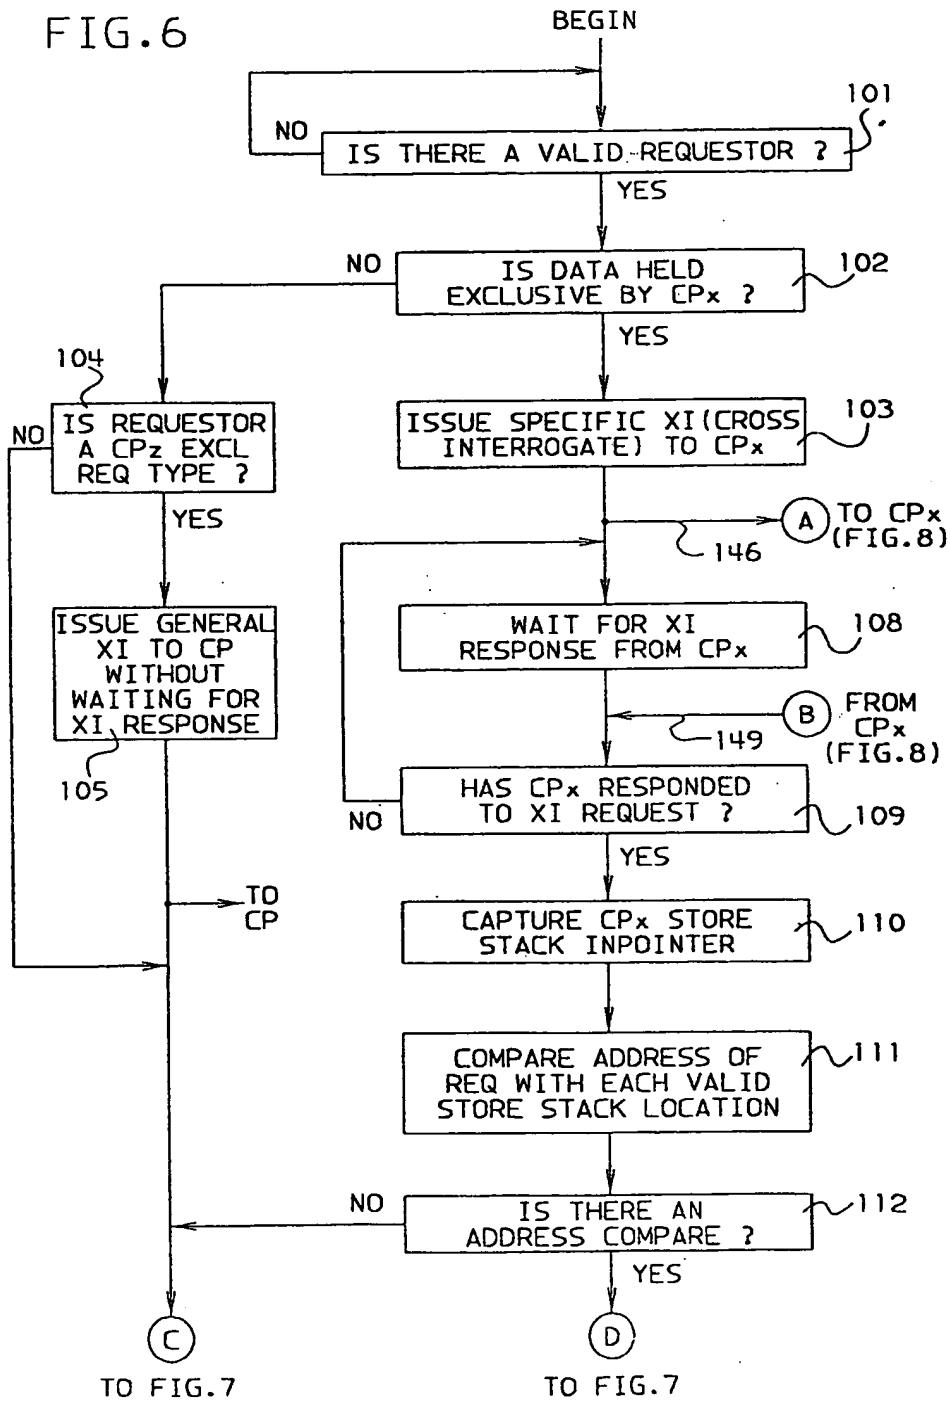 FIG.6
BEGIN
101
NO
IS THERE A VALID REQUESTOR ?
YES
NO
IS DATA HELD
EXCLUSIVE BY CPx ?
102
YES
104
NO
IS REQUESTOR
A CPz EXCL
REQ TYPE ?
ISSUE SPECIFIC XI(CROSS
INTERROGATE) TO CPx
103
YES
A
TO CPx
(FIG.8)
146
ISSUE GENERAL
XI TO CP
WITHOUT
WAITING FOR
XI RESPONSE
105
WAIT FOR XI
RESPONSE FROM CPx
108
B
FROM
CPx
(FIG.8)
149
HAS CPx RESPONDED
TO XI REQUEST ?
109
NO
YES
TO
CP
CAPTURE CPx STORE
STACK INPOINTER
110
COMPARE ADDRESS OF
REQ WITH EACH VALID
STORE STACK LOCATION
111
NO
IS THERE AN
ADDRESS COMPARE ?
112
YES
C
D
TO FIG.7
TO FIG.7